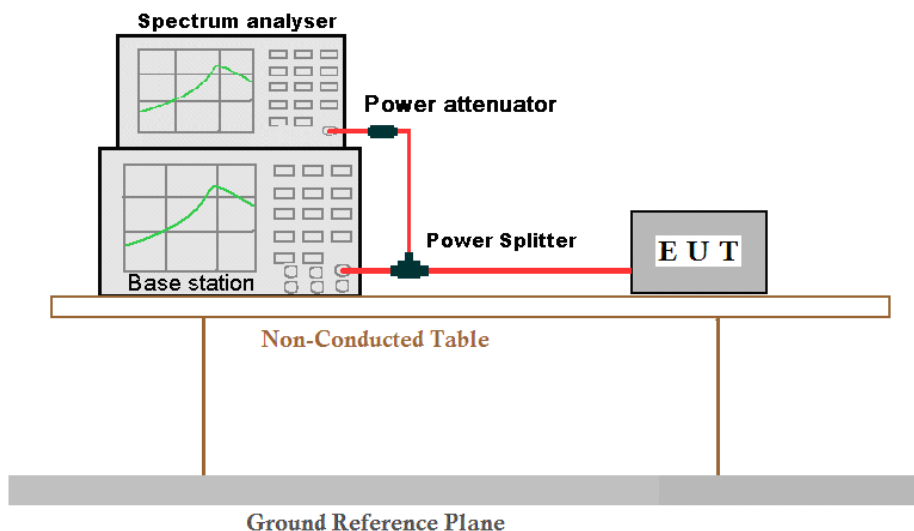 Spectrum analyser
Power attenuator
Power Splitter
E U T
Base station
Non-Conducted Table
Ground Reference Plane